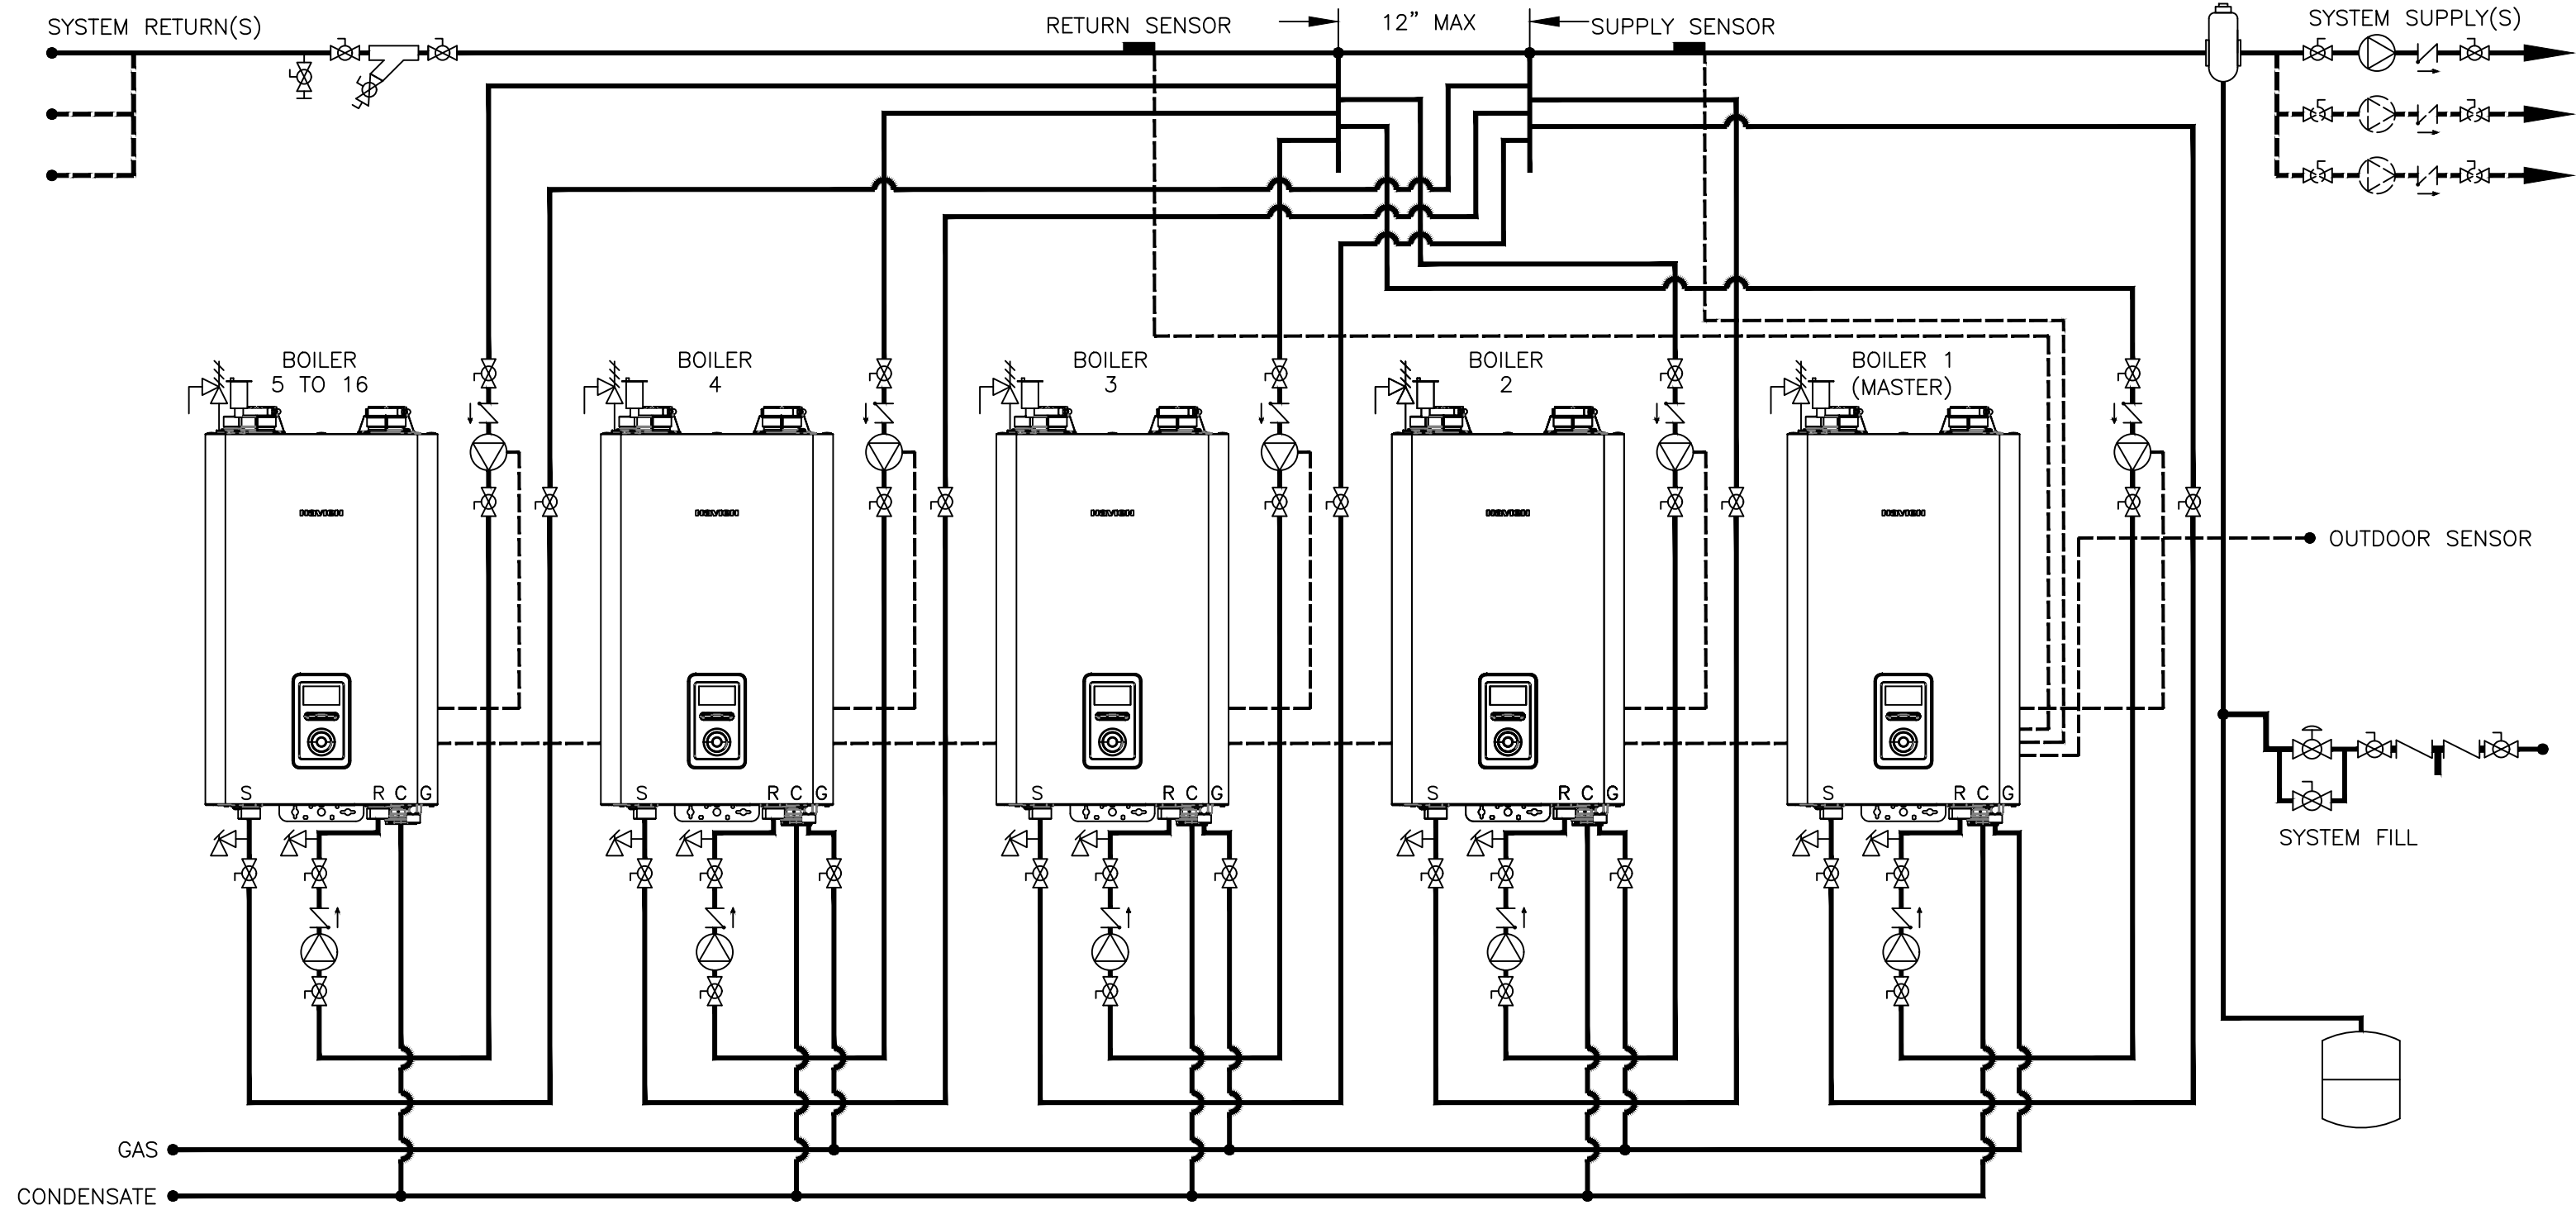 SYSTEM RETURN(S)
RETURN SENSOR
12” MAX
SUPPLY SENSOR
SYSTEM SUPPLY(S)
BOILER
5 TO 16
BOILER
4
BOILER
3
BOILER
2
BOILER 1
(MASTER)
OUTDOOR SENSOR
S R C G
S R C G
S R C G
S R C G
S R C G
SYSTEM FILL
GAS
CONDENSATE